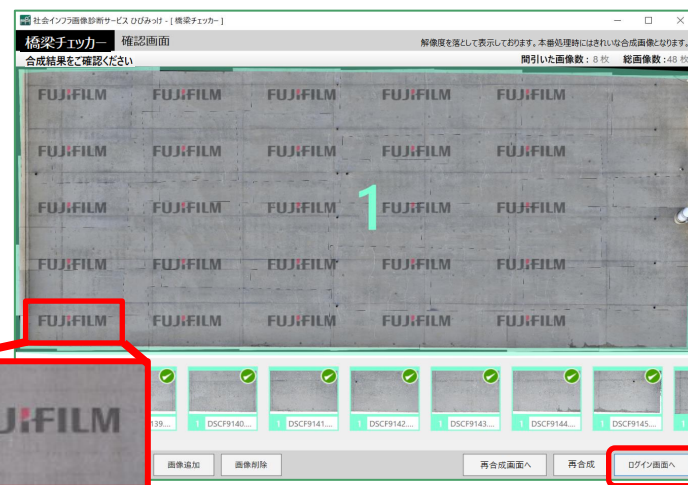 社会インフラ画像診断サービス ひびみっけ - [ 橋梁チェッカー ]
橋梁チェッカー 確認画面
解像度を落として表示しております。本番処理時にはきれいな合成画像となります。
合成結果をご確認ください
間引いた画像数 : 8 枚 総画像数 : 48 枚
FUJIFILM FUJIFILM FUJIFILM FUJIFILM FUJIFILM
FUJIFILM FUJIFILM FUJIFILM FUJIFILM FUJIFILM
1
FUJIFILM FUJIFILM FUJIFILM FUJIFILM FUJIFILM
FUJIFILM FUJIFILM FUJIFILM FUJIFILM FUJIFILM
FUJIFILM FUJIFILM FUJIFILM FUJIFILM FUJIFILM
JIFILM
139.... 1 DSCF9140.... 1 DSCF9141.... 1 DSCF9142.... 1 DSCF9143.... 1 DSCF9144.... 1 DSCF9145.... 1
画像追加 画像削除 再合成画面へ 再合成 ログイン画面へ